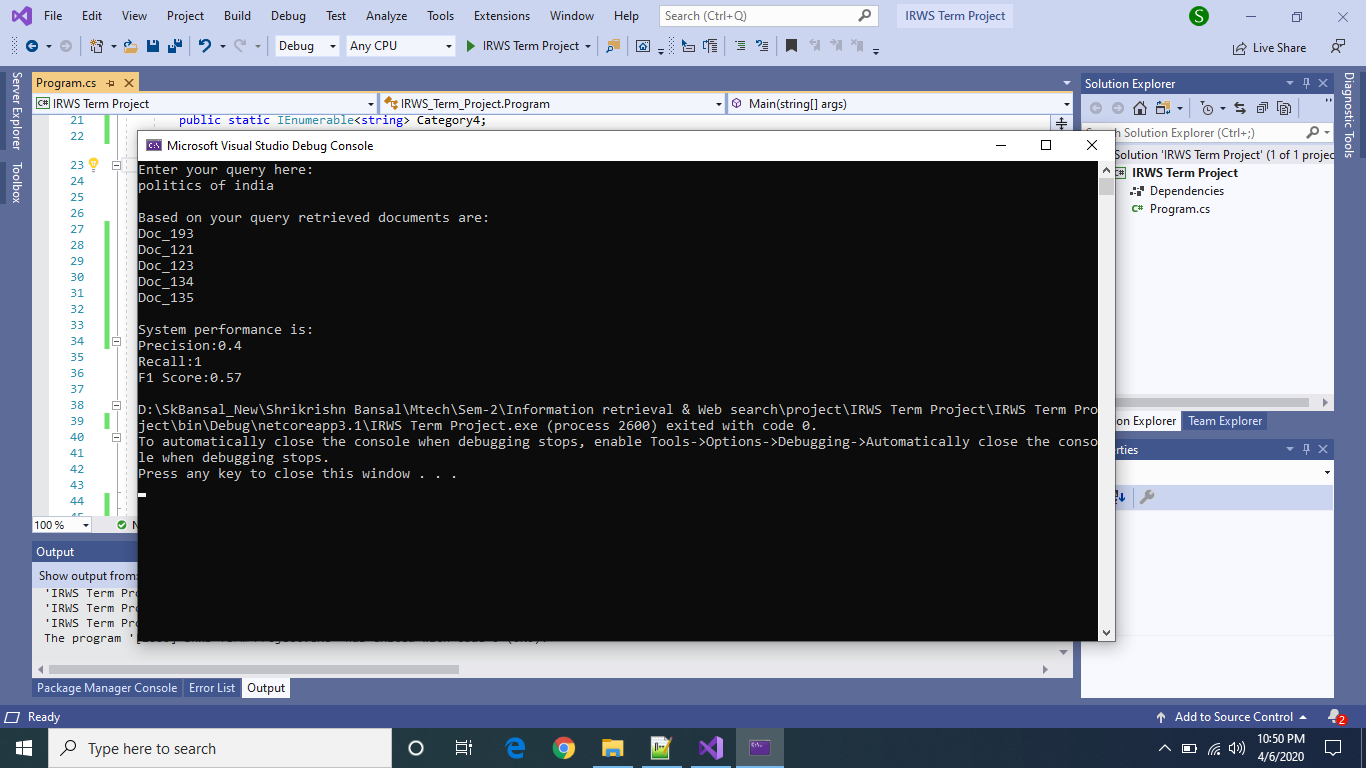 File Edit View Project Build Debug Test Analyze Tools Extensions Window Help Search (Ctrl+Q) IRWS Term Project S
Debug Any CPU IRWS Term Project Live Share
Server Explorer
Toolbox
Program.cs
C# IRWS Term Project IRWS_Term_Project.Program Main(string[] args)
21 public static IEnumerable<string> Category4;
22
23
24
25
26
27
28
29
30
31
32
33
34
35
36
37
38
39
40
41
42
43
44
100 %
Microsoft Visual Studio Debug Console
Enter your query here:
politics of india
Based on your query retrieved documents are:
Doc_193
Doc_121
Doc_123
Doc_134
Doc_135
System performance is:
Precision:0.4
Recall:1
F1 Score:0.57
D:\SkBansal_New\Shrikrishn Bansal\Mtech\Sem-2\Information retrieval & Web search\project\IRWS Term Project\IRWS Term Pro
ject\bin\Debug\netcoreapp3.1\IRWS Term Project.exe (process 2600) exited with code 0.
To automatically close the console when debugging stops, enable Tools->Options->Debugging->Automatically close the conso
le when debugging stops.
Press any key to close this window . . .
Solution Explorer
Search Solution Explorer (Ctrl+;)
Solution 'IRWS Term Project' (1 of 1 projec
IRWS Term Project
Dependencies
C# Program.cs
on Explorer Team Explorer
rties
Diagnostic Tools
Output
Show output from:
'IRWS Term Pro
'IRWS Term Pro
'IRWS Term Pro
The program '
Package Manager Console Error List Output
Ready Add to Source Control 2
Type here to search
10:50 PM
4/6/2020